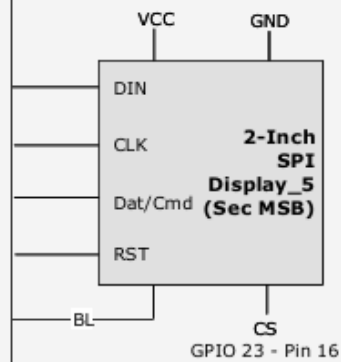 VCC GND
DIN
CLK
2-Inch
SPI
Display_5
(Sec MSB)
Dat/Cmd
RST
BL
CS
GPIO 23 - Pin 16